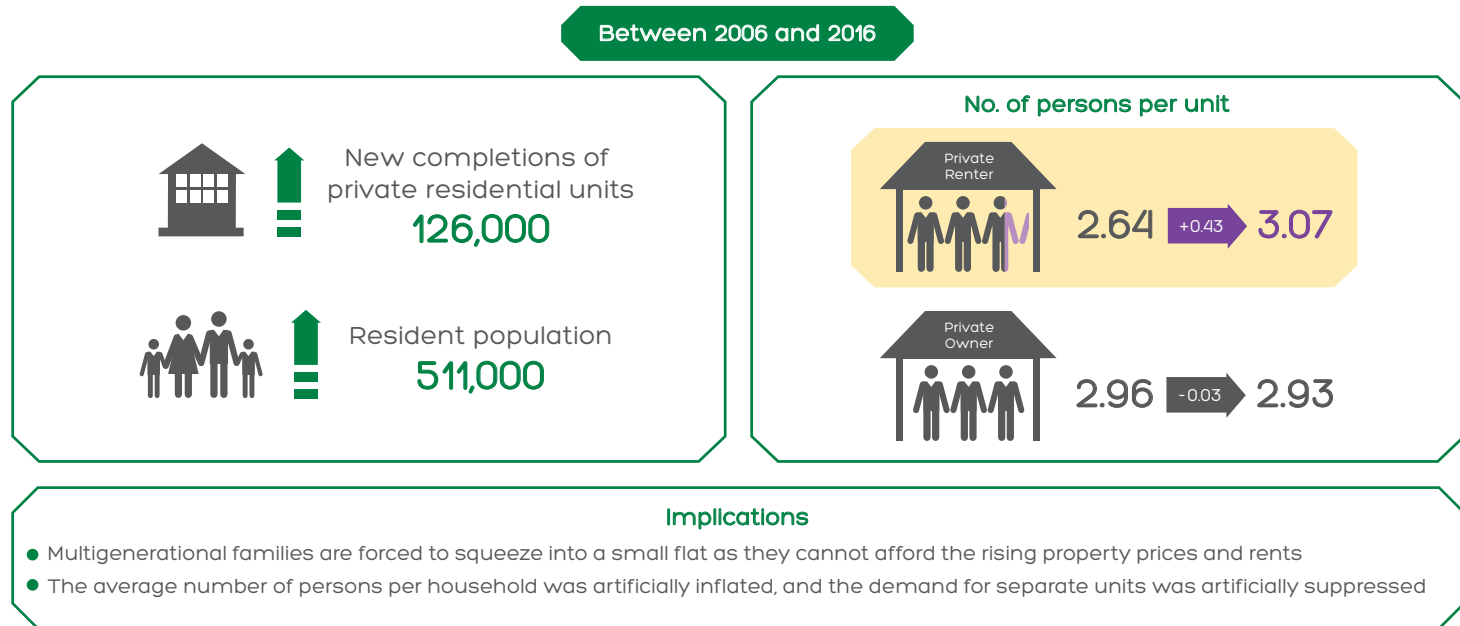 Between 2006 and 2016
New completions of
private residential units
126,000
Resident population
511,000
No. of persons per unit
Private
Renter
2.64 +0.43 3.07
Private
Owner
2.96 -0.03 2.93
Implications
Multigenerational families are forced to squeeze into a small flat as they cannot afford the rising property prices and rents
The average number of persons per household was artificially inflated, and the demand for separate units was artificially suppressed